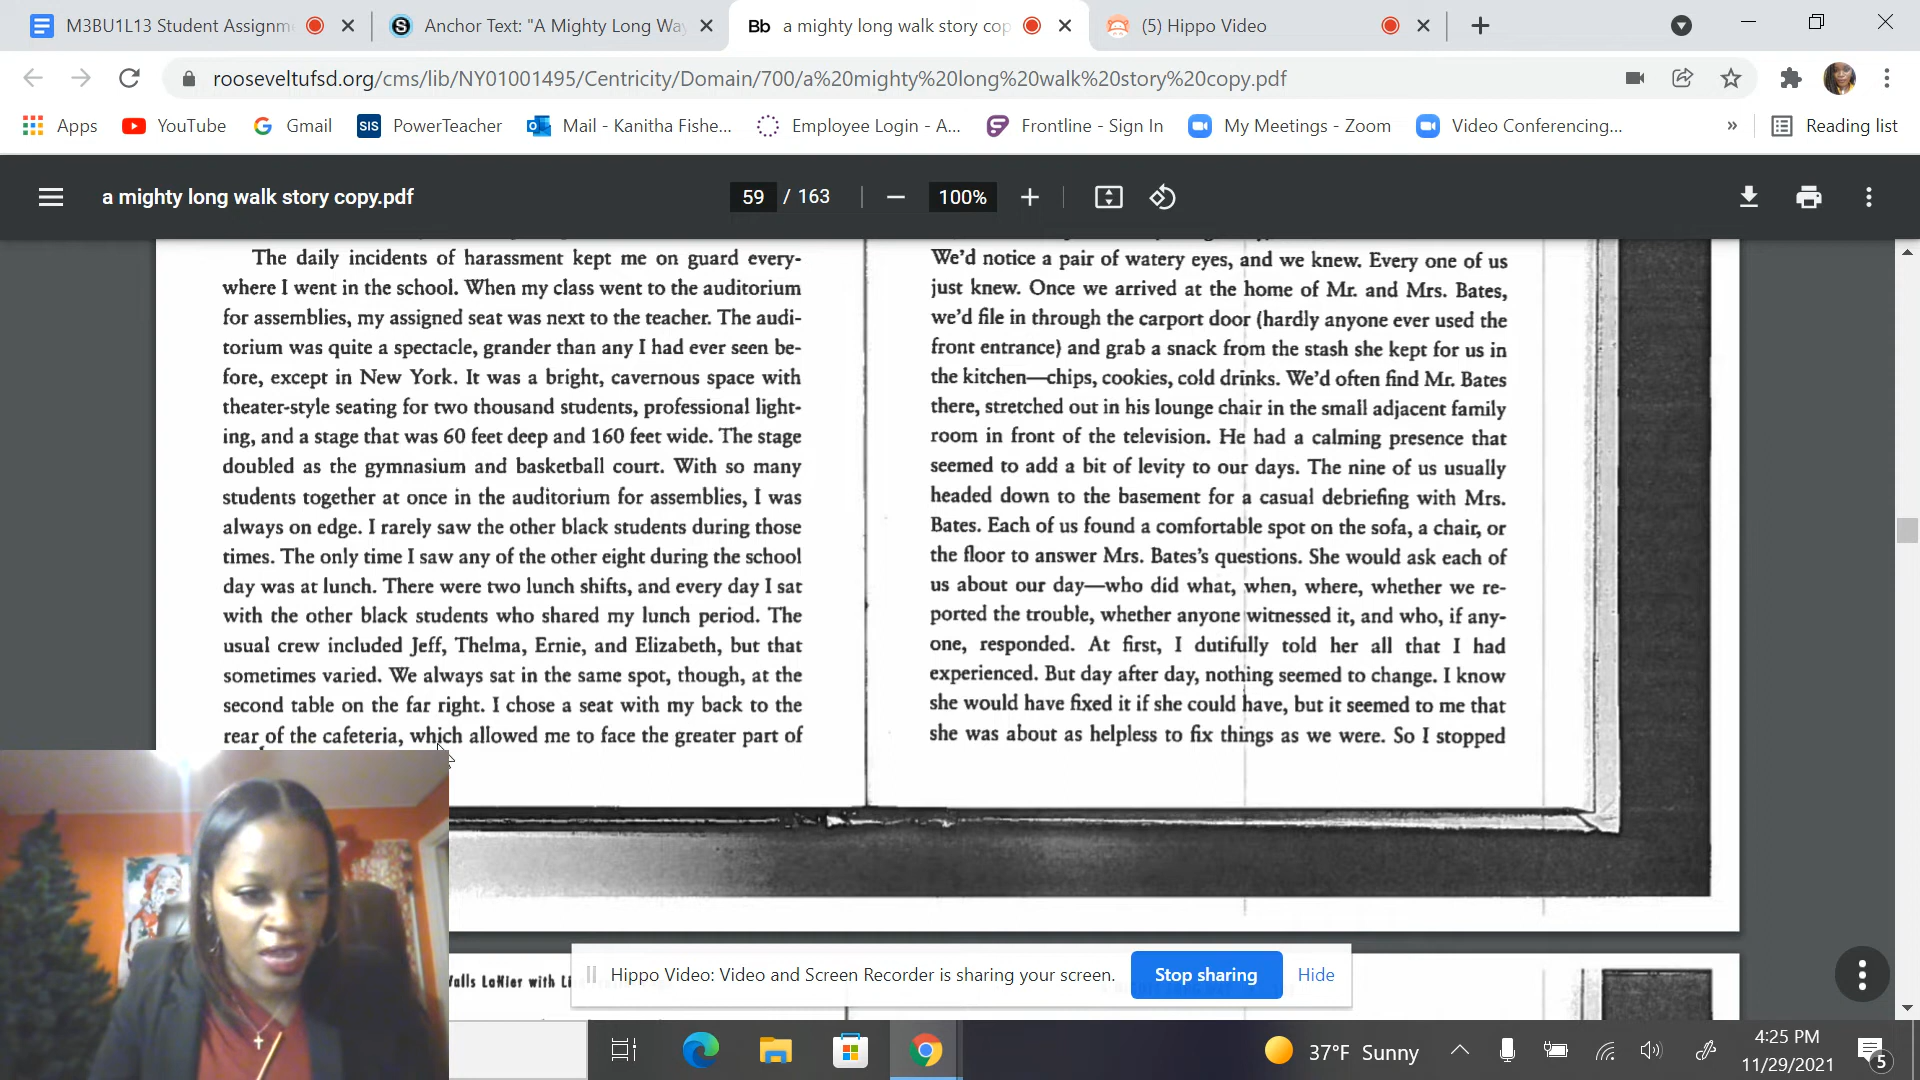 M3BU1L13 Student Assignm
Anchor Text: "A Mighty Long Wa
Bb a mighty long walk story cop
(5) Hippo Video
rooseveltufsd.org/cms/lib/NY01001495/Centricity/Domain/700/a%20mighty%20long%20walk%20story%20copy.pdf
Apps YouTube Gmail SIS PowerTeacher Mail - Kanitha Fishe... Employee Login - A... Frontline - Sign In My Meetings - Zoom Video Conferencing... » Reading list
a mighty long walk story copy.pdf 59 / 163 100%
The daily incidents of harassment kept me on guard every-
where I went in the school. When my class went to the auditorium
for assemblies, my assigned seat was next to the teacher. The audi-
torium was quite a spectacle, grander than any I had ever seen be-
fore, except in New York. It was a bright, cavernous space with
theater-style seating for two thousand students, professional light-
ing, and a stage that was 60 feet deep and 160 feet wide. The stage
doubled as the gymnasium and basketball court. With so many
students together at once in the auditorium for assemblies, I was
always on edge. I rarely saw the other black students during those
times. The only time I saw any of the other eight during the school
day was at lunch. There were two lunch shifts, and every day I sat
with the other black students who shared my lunch period. The
usual crew included Jeff, Thelma, Ernie, and Elizabeth, but that
sometimes varied. We always sat in the same spot, though, at the
second table on the far right. I chose a seat with my back to the
rear of the cafeteria, which allowed me to face the greater part of
We'd notice a pair of watery eyes, and we knew. Every one of us
just knew. Once we arrived at the home of Mr. and Mrs. Bates,
we'd file in through the carport door (hardly anyone ever used the
front entrance) and grab a snack from the stash she kept for us in
the kitchen—chips, cookies, cold drinks. We'd often find Mr. Bates
there, stretched out in his lounge chair in the small adjacent family
room in front of the television. He had a calming presence that
seemed to add a bit of levity to our days. The nine of us usually
headed down to the basement for a casual debriefing with Mrs.
Bates. Each of us found a comfortable spot on the sofa, a chair, or
the floor to answer Mrs. Bates's questions. She would ask each of
us about our day—who did what, when, where, whether we re-
ported the trouble, whether anyone witnessed it, and who, if any-
one, responded. At first, I dutifully told her all that I had
experienced. But day after day, nothing seemed to change. I know
she would have fixed it if she could have, but it seemed to me that
she was about as helpless to fix things as we were. So I stopped
Walls LaNier with Li
Hippo Video: Video and Screen Recorder is sharing your screen. Stop sharing Hide
37°F Sunny
4:25 PM
11/29/2021
5